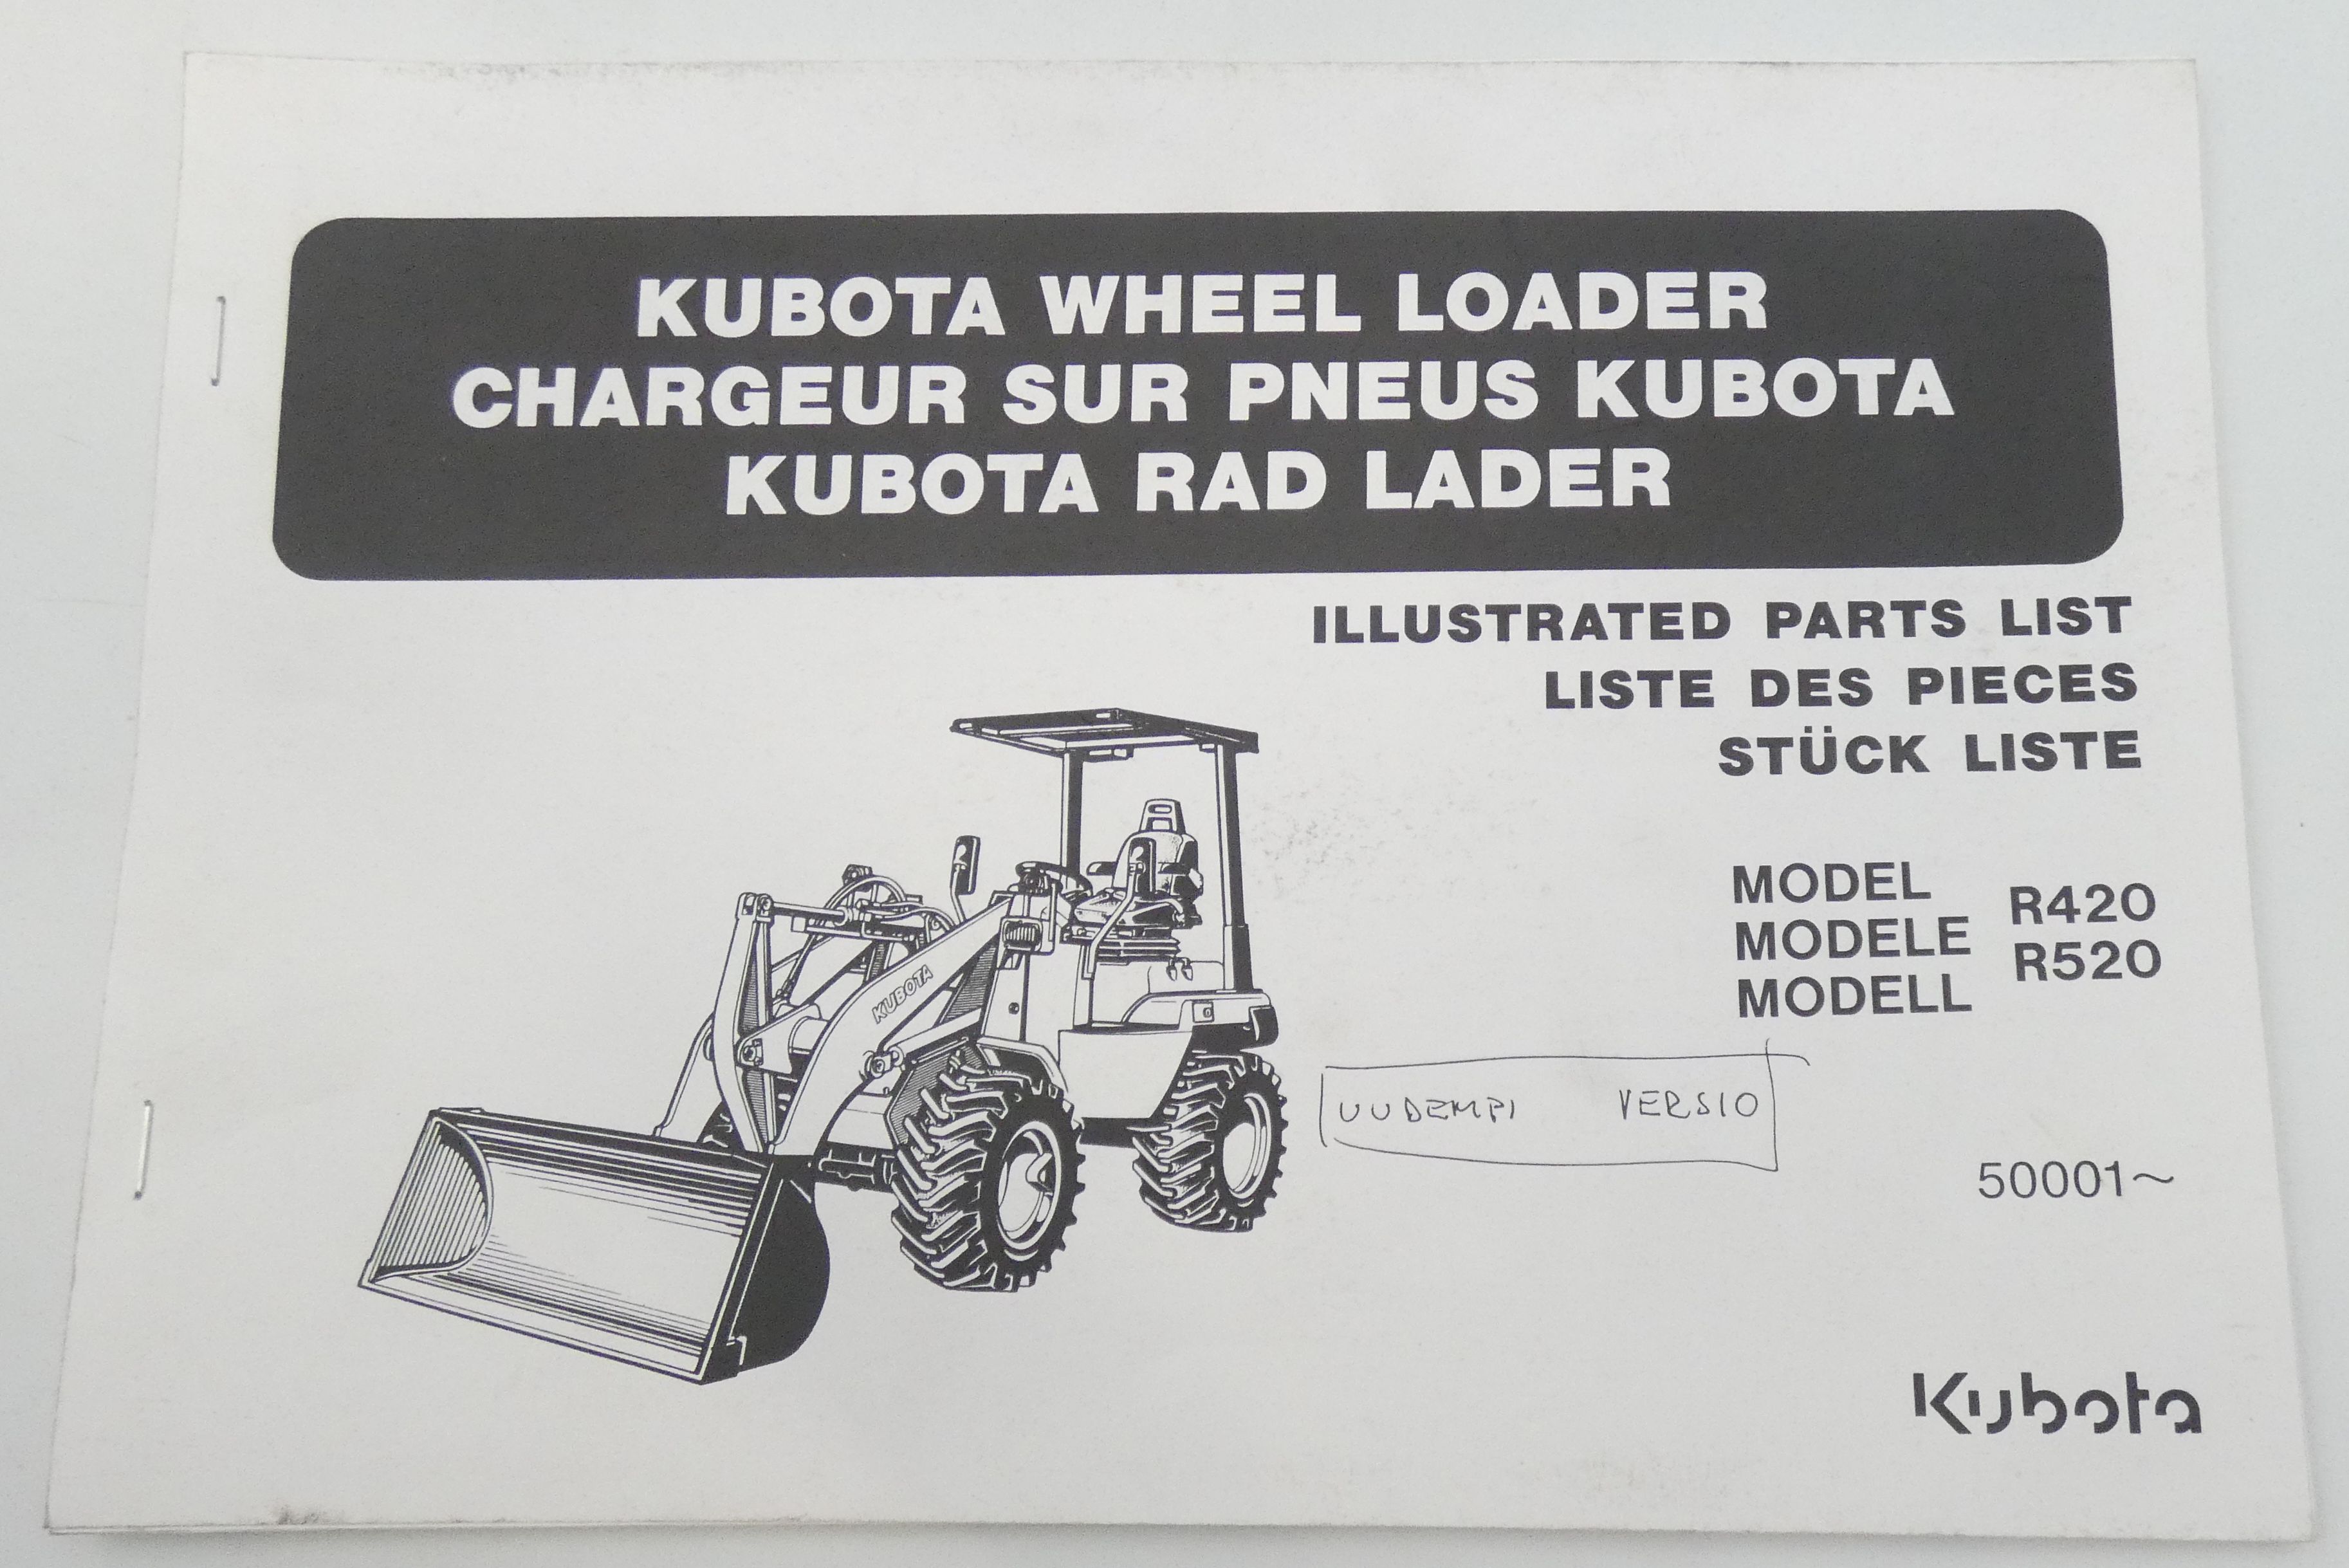 KUBOTA WHEEL LOADER
CHARGEUR SUR PNEUS KUBOTA
KUBOTA RAD LADER
ILLUSTRATED PARTS LIST
LISTE DES PIECES
STÜCK LISTE
MODEL
MODELE
MODELL
R420
R520
KUBOTA
UUDEMPI VERSIO
50001~
Kubota